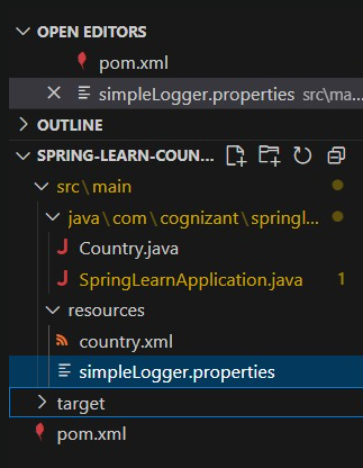 OPEN EDITORS
pom.xml
simpleLogger.properties src\ma...
OUTLINE
SPRING-LEARN-COUN...
src\main
java\com\cognizant\springl...
Country.java
SpringLearnApplication.java 1
resources
country.xml
simpleLogger.properties
target
pom.xml